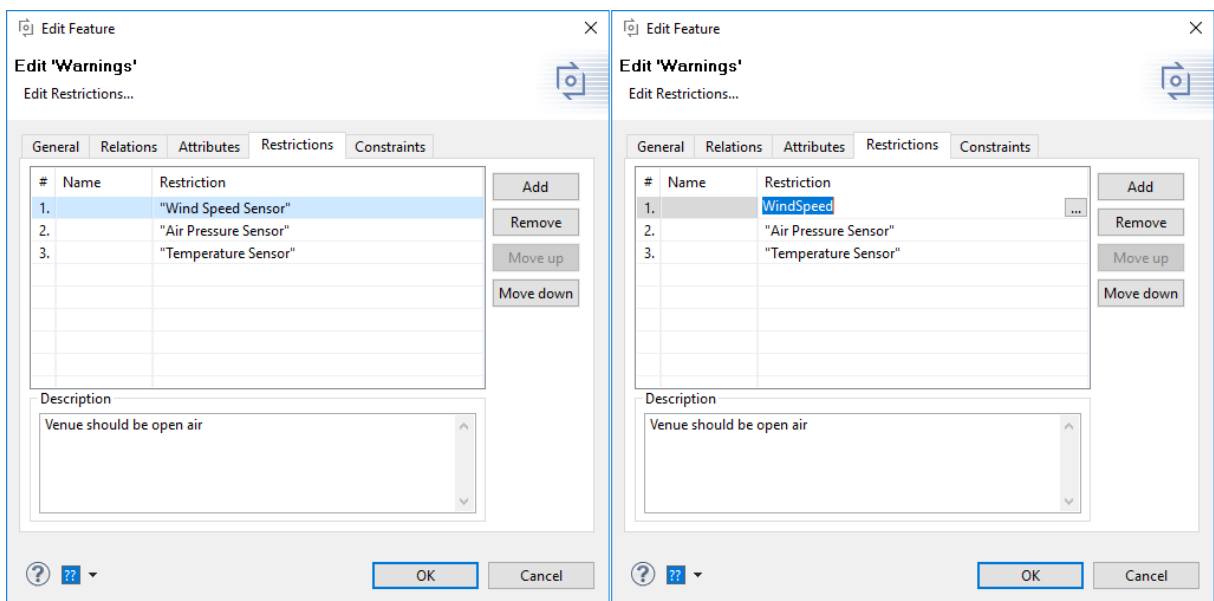 Edit Feature
Edit 'Warnings'
Edit Restrictions...
General Relations Attributes Restrictions Constraints
# Name Restriction
1. "Wind Speed Sensor"
2. "Air Pressure Sensor"
3. "Temperature Sensor"
Add
Remove
Move up
Move down
Description
Venue should be open air
? ?? OK Cancel
Edit Feature
Edit 'Warnings'
Edit Restrictions...
General Relations Attributes Restrictions Constraints
# Name Restriction
1. WindSpeed ...
2. "Air Pressure Sensor"
3. "Temperature Sensor"
Add
Remove
Move up
Move down
Description
Venue should be open air
? ?? OK Cancel